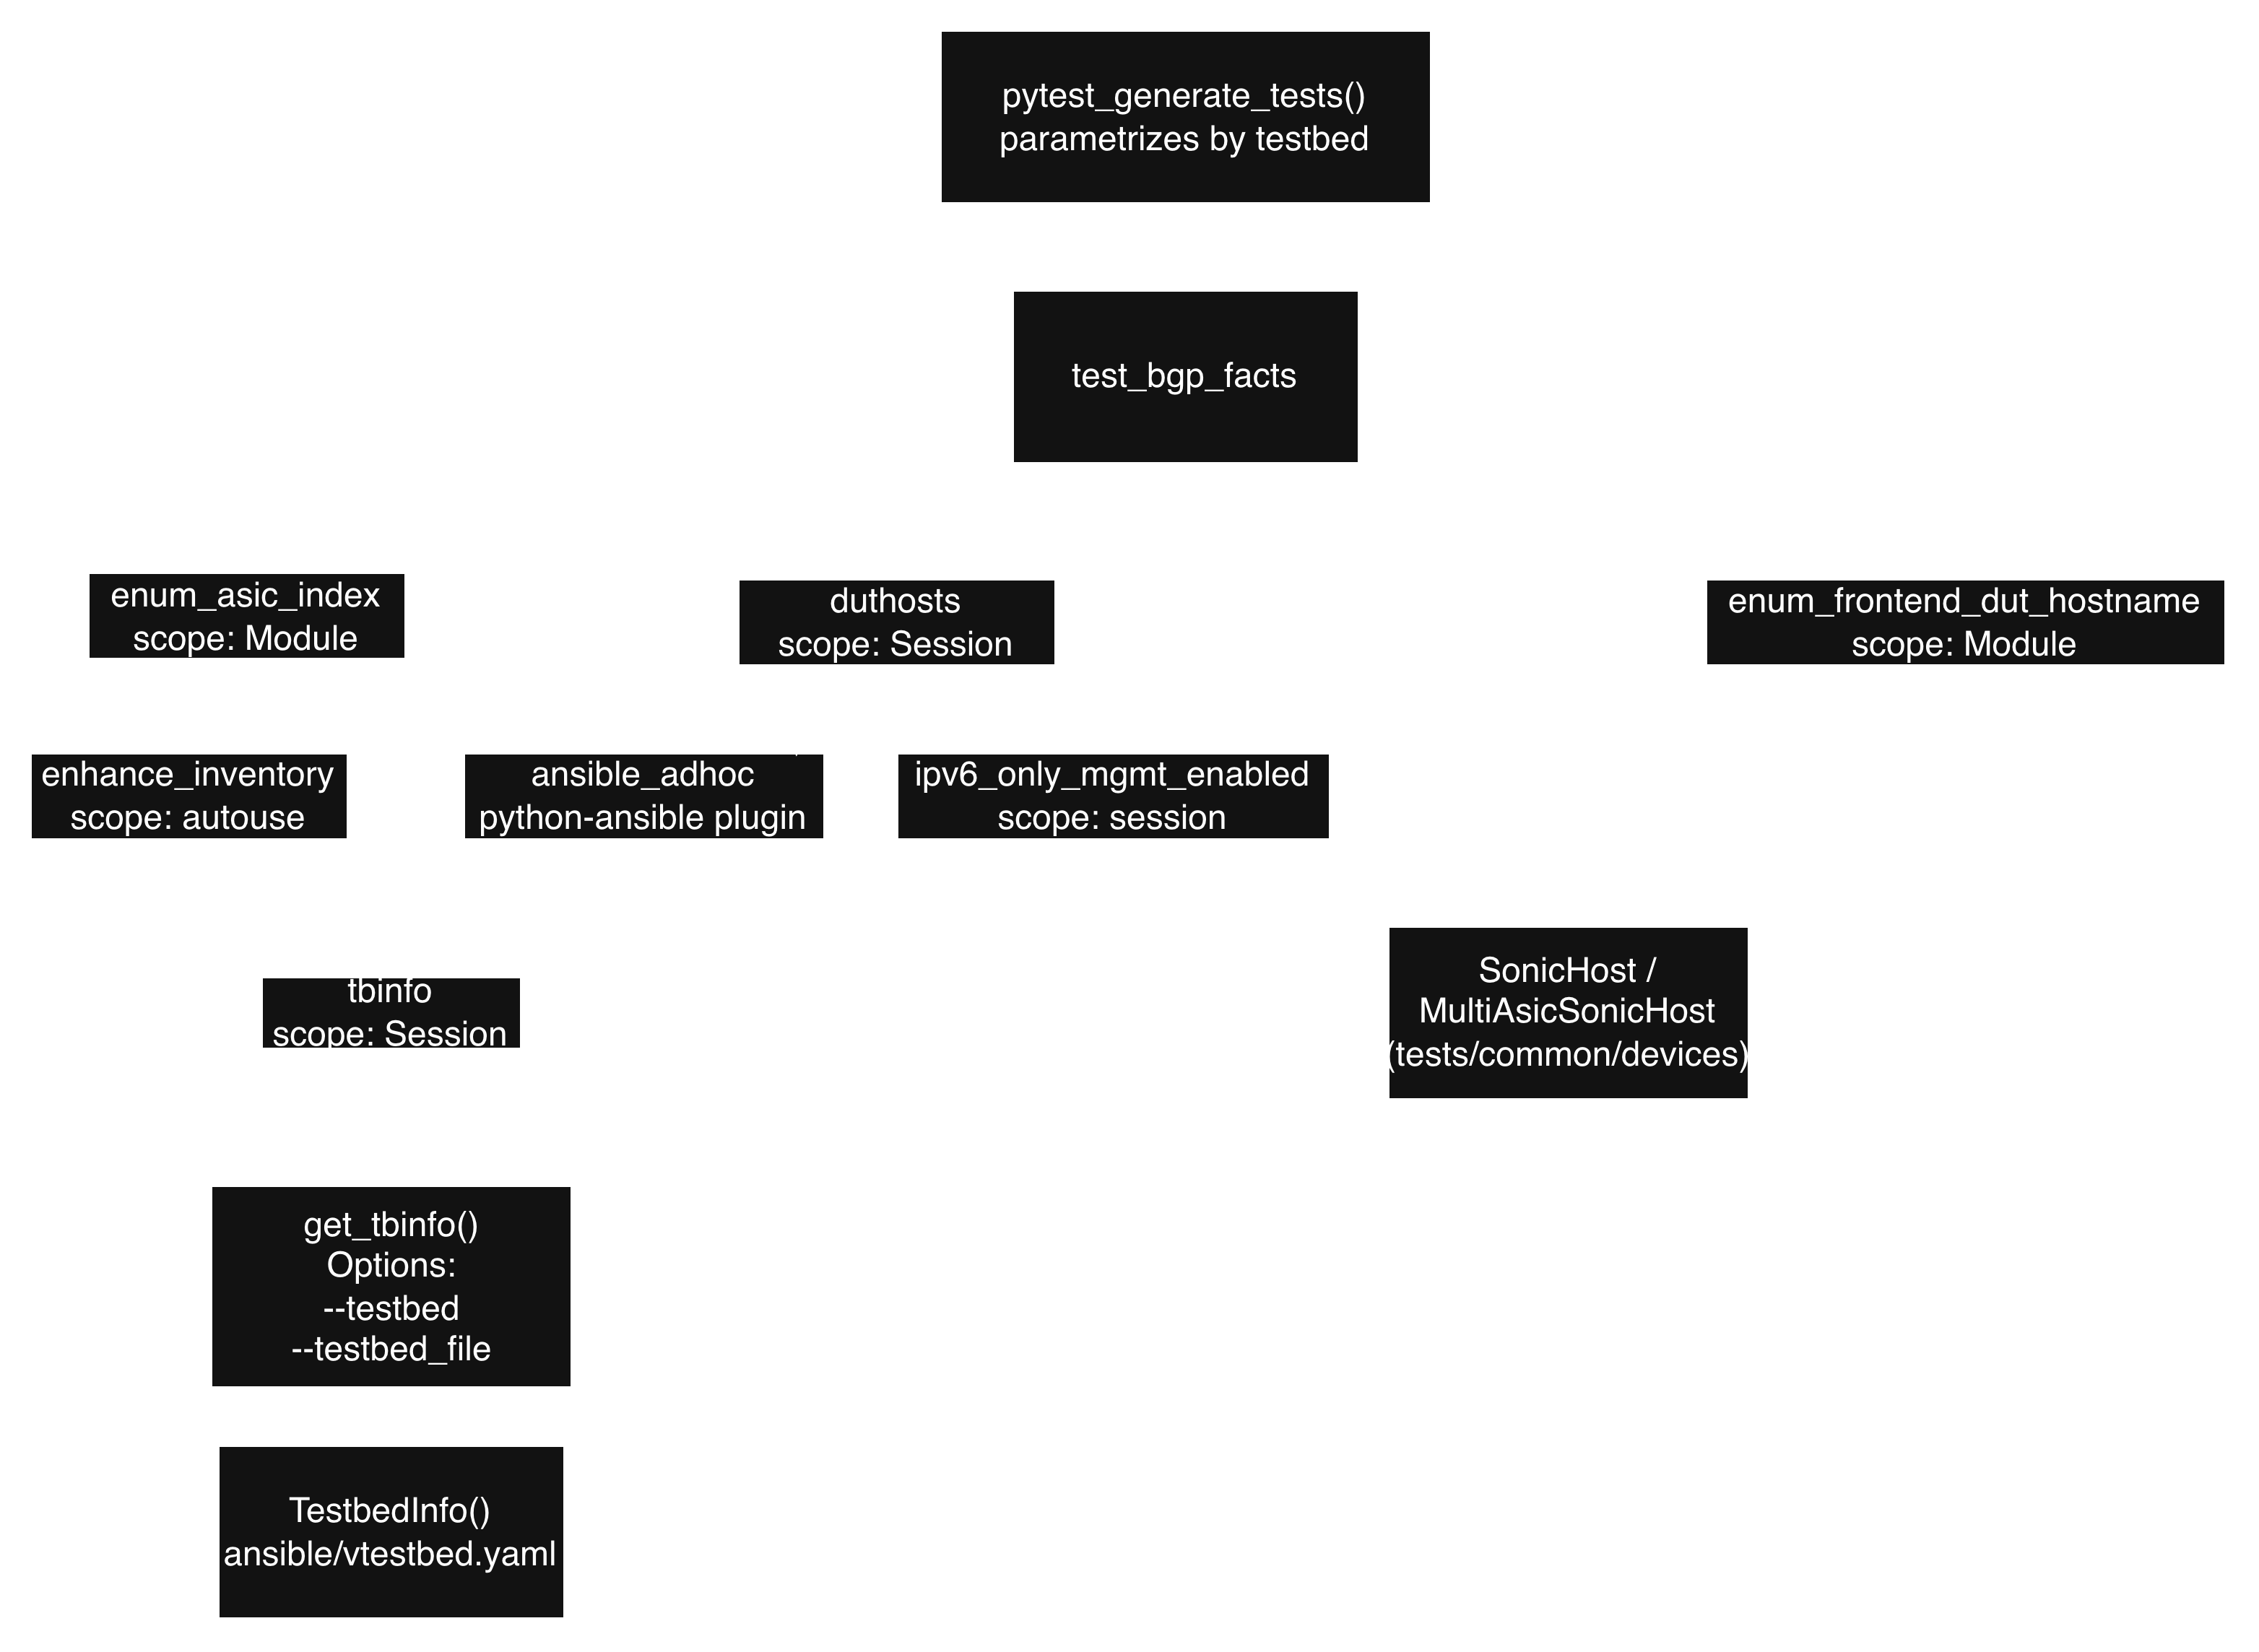 pytest_generate_tests()
parametrizes by testbed
test_bgp_facts
enum_asic_index
scope: Module
duthosts
scope: Session
enum_frontend_dut_hostname
scope: Module
enhance_inventory
scope: autouse
ansible_adhoc
python-ansible plugin
ipv6_only_mgmt_enabled
scope: session
tbinfo
scope: Session
SonicHost /
MultiAsicSonicHost
(tests/common/devices)
get_tbinfo()
Options:
--testbed
--testbed_file
TestbedInfo()
ansible/vtestbed.yaml